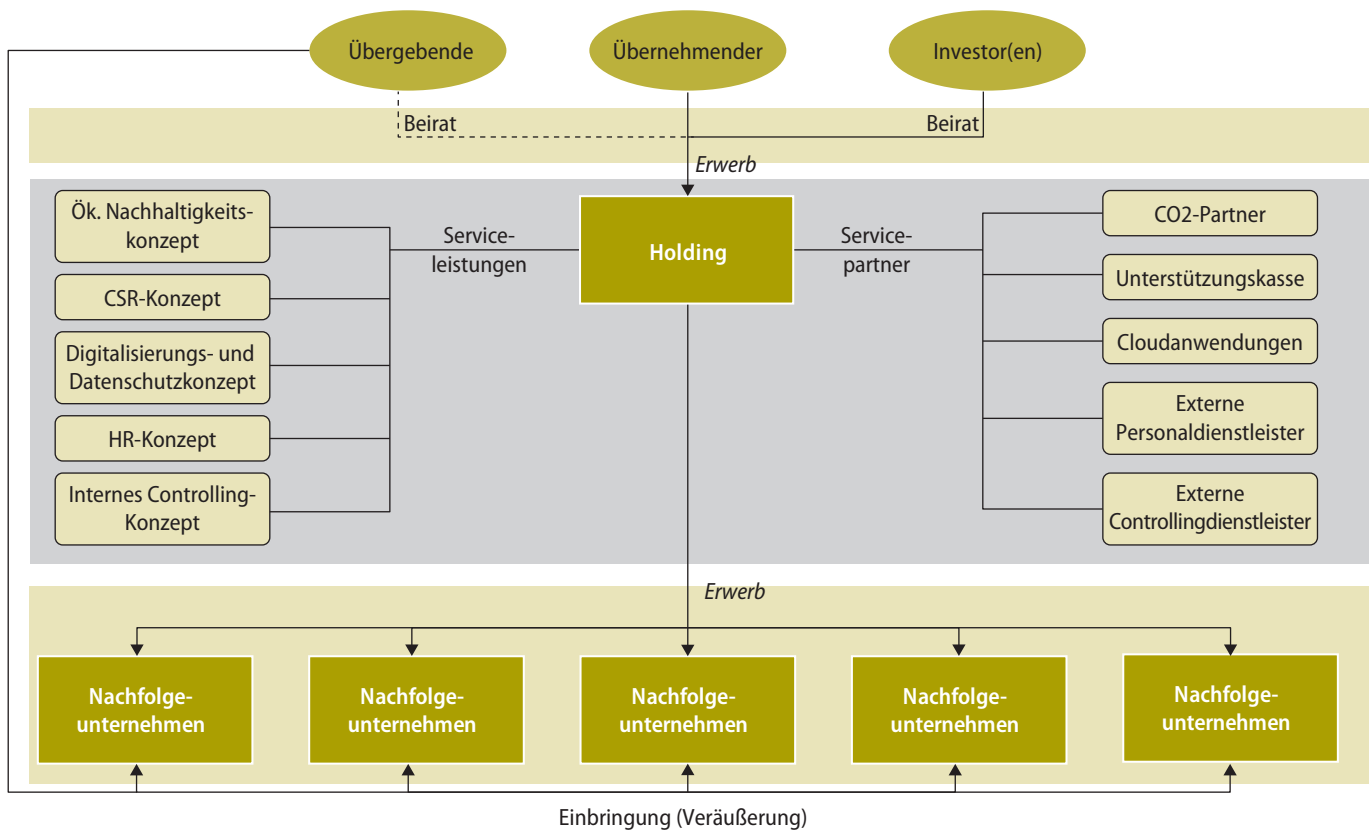 Übergebende
Übernehmender
Investor(en)
Beirat
Beirat
Erwerb
Ök. Nachhaltigkeits-
konzept
CSR-Konzept
Digitalisierungs- und
Datenschutzkonzept
HR-Konzept
Internes Controlling-
Konzept
Service-
leistungen
Holding
Service-
partner
CO2-Partner
Unterstützungskasse
Cloudanwendungen
Externe
Personaldienstleister
Externe
Controllingdienstleister
Erwerb
Nachfolge-
unternehmen
Nachfolge-
unternehmen
Nachfolge-
unternehmen
Nachfolge-
unternehmen
Nachfolge-
unternehmen
Einbringung (Veräußerung)